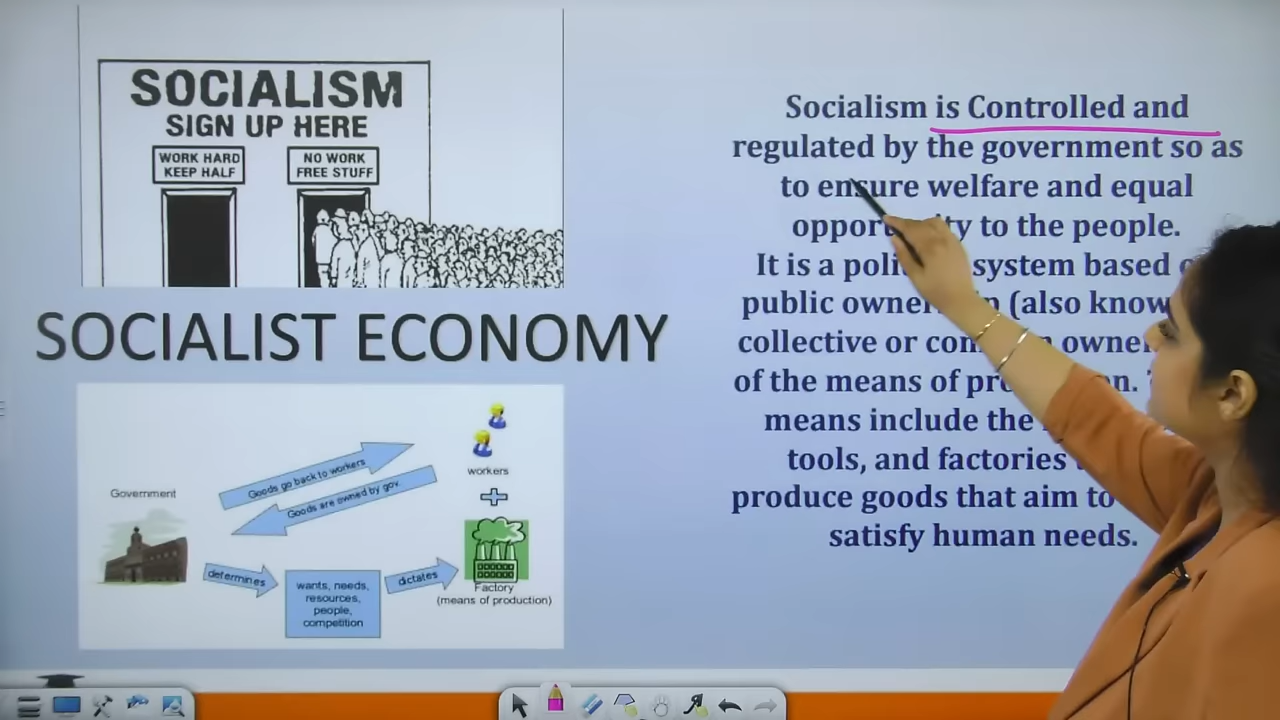 SOCIALISM
SIGN UP HERE
WORK HARD
KEEP HALF
NO WORK
FREE STUFF
SOCIALIST ECONOMY
Government
Goods go back to workers
Goods are owned by gov.
workers
determines
wants, needs,
resources,
people,
competition
dictates
Factory
(means of production)
Socialism is Controlled and
regulated by the government so as
to ensure welfare and equal
to the people.
It is a system based
public (also
collective or
of the means of
means include the
tools, and factories
produce goods that aim to
satisfy human needs.